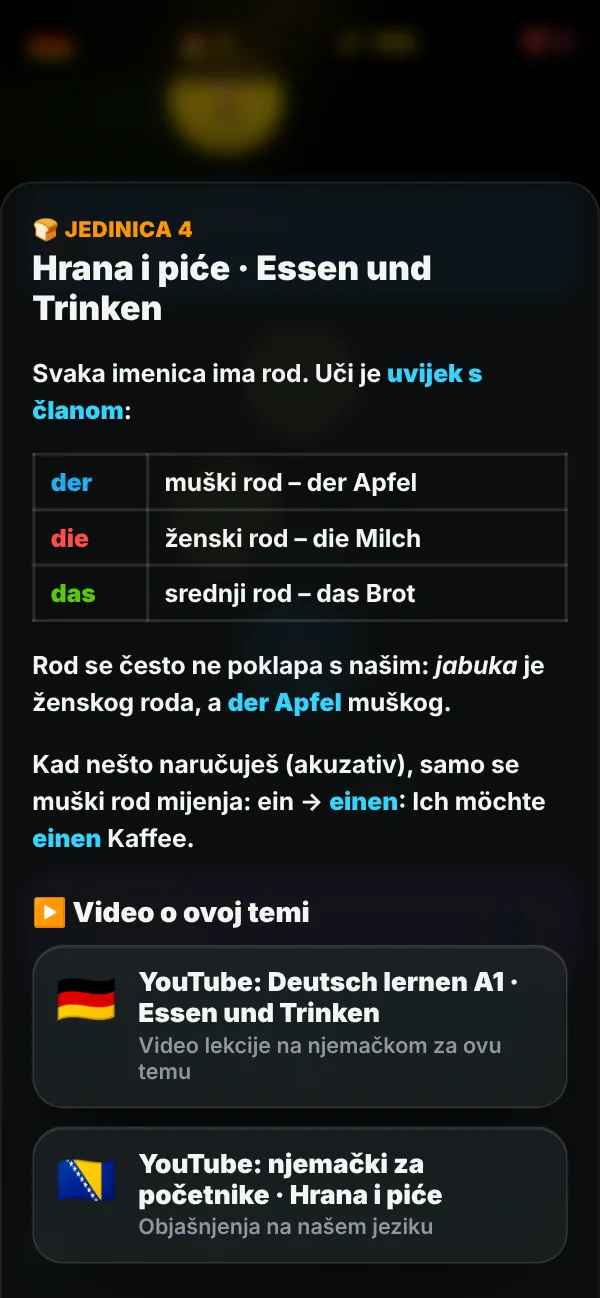 🍞 JEDINICA 4
Hrana i piće · Essen und
Trinken
Svaka imenica ima rod. Uči je uvijek s
članom:
der muški rod – der Apfel
die ženski rod – die Milch
das srednji rod – das Brot
Rod se često ne poklapa s našim: jabuka je
ženskog roda, a der Apfel muškog.
Kad nešto naručuješ (akuzativ), samo se
muški rod mijenja: ein → einen: Ich möchte
einen Kaffee.
▶️ Video o ovoj temi
YouTube: Deutsch lernen A1 ·
Essen und Trinken
Video lekcije na njemačkom za ovu
temu
YouTube: njemački za
početnike · Hrana i piće
Objašnjenja na našem jeziku